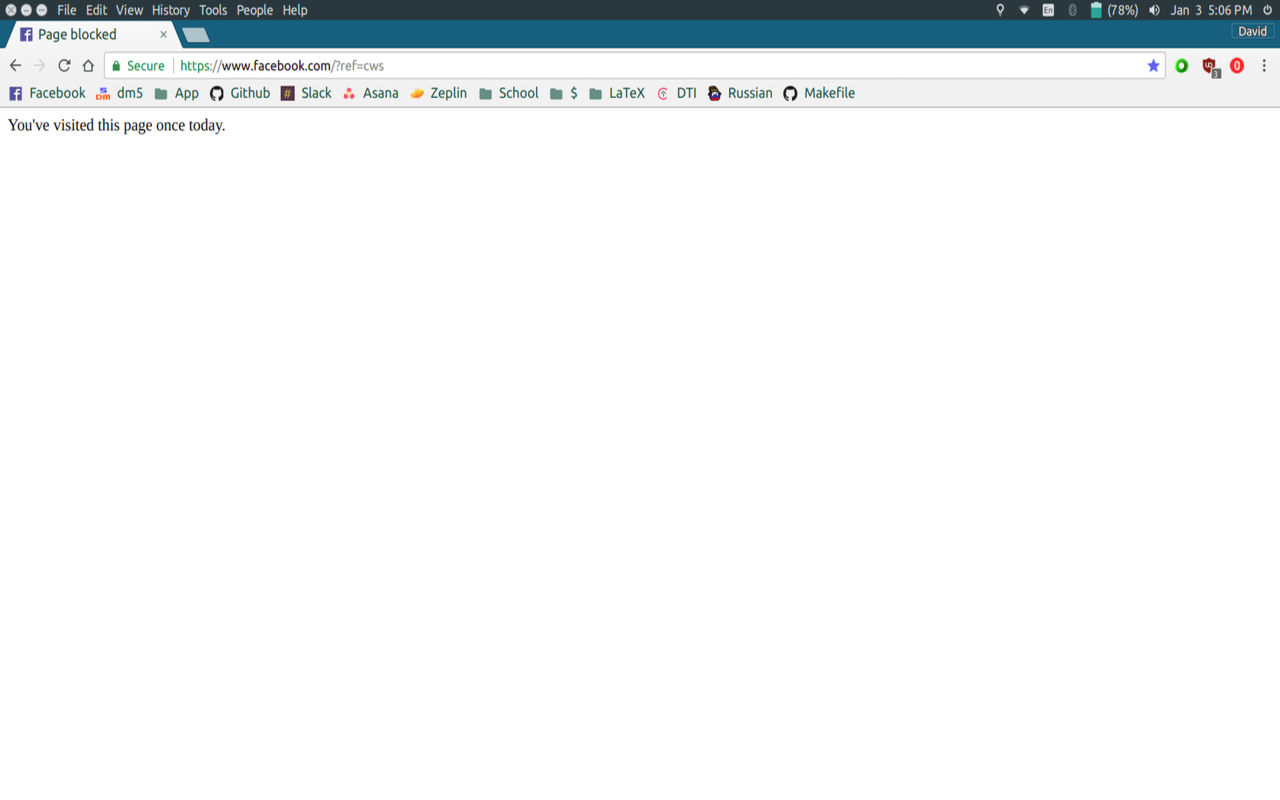 File Edit View History Tools People Help En (78%) Jan 3 5:06 PM
Page blocked × David
Secure https://www.facebook.com/?ref=cws 3 0
Facebook dm5 App Github # Slack Asana Zeplin School $ LaTeX DTI Russian Makefile
You've visited this page once today.